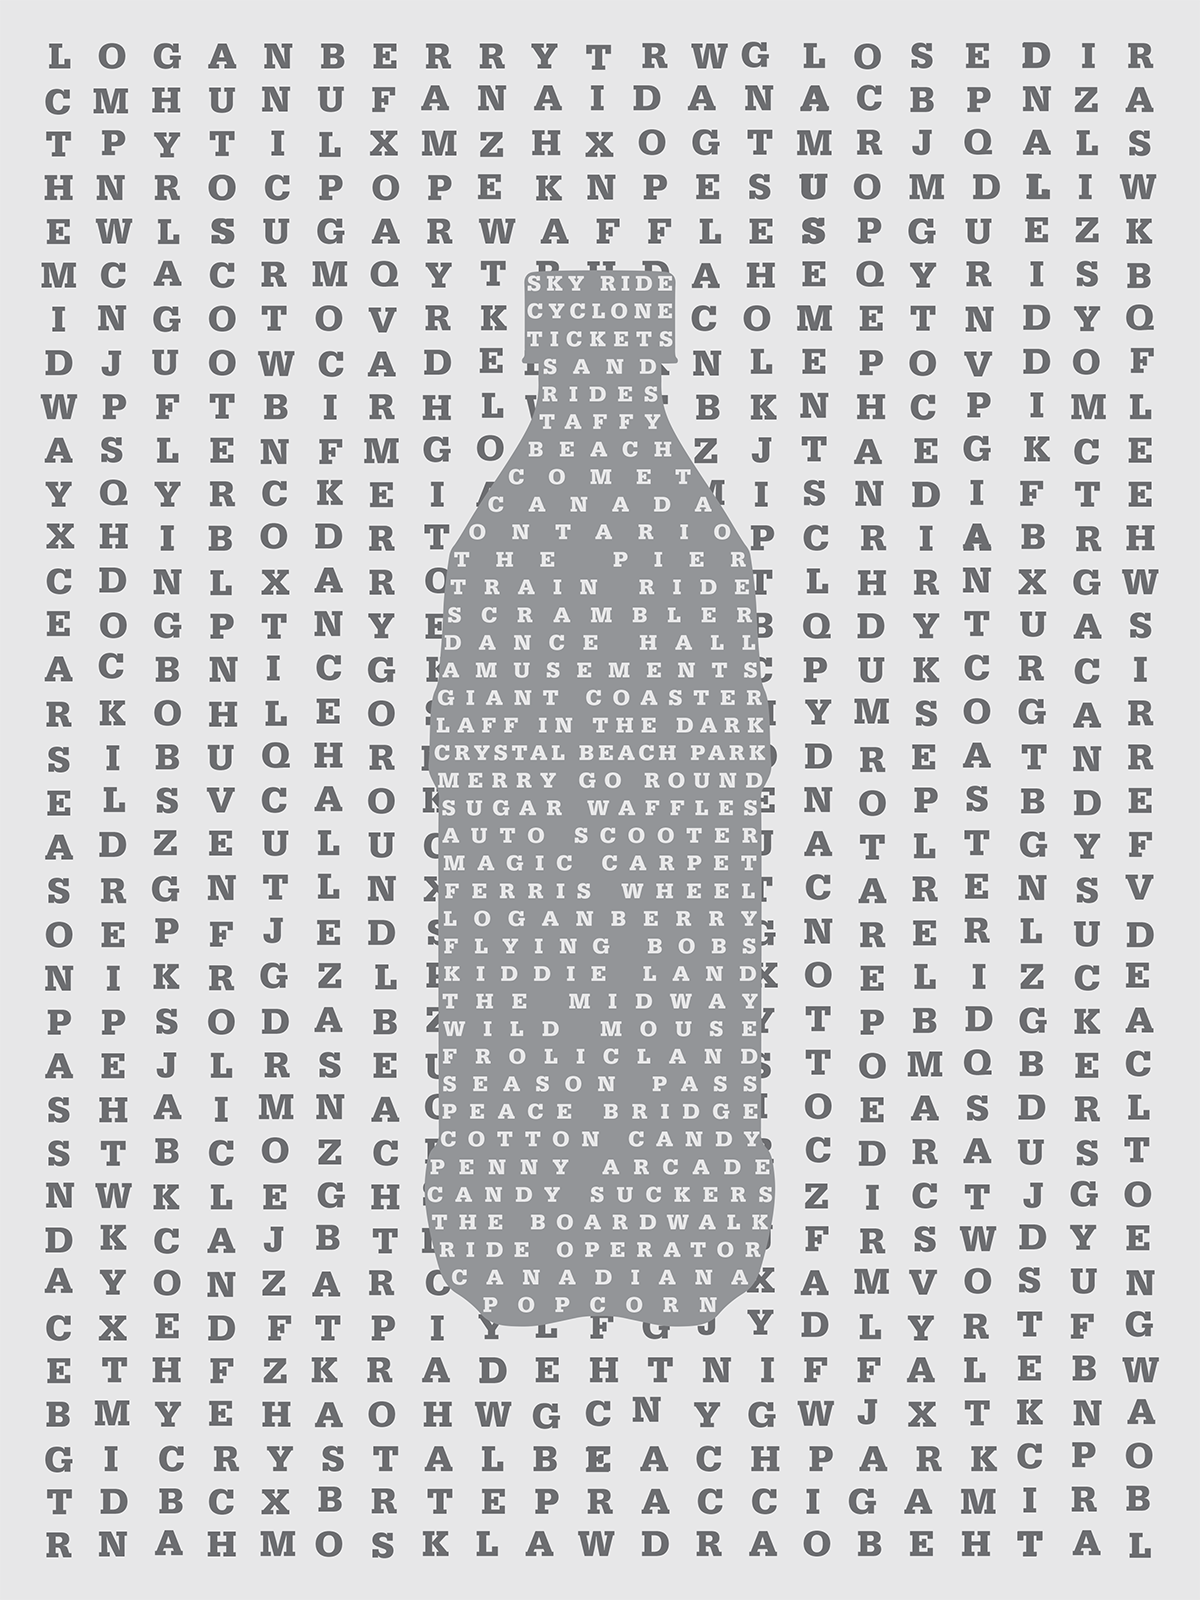 L O G A N B E R R Y T R W G L O S E D I R
C M H U N U F A N A I D A N A C B P N Z A
T P Y T I L X M Z H X O G T M R J Q A L S
H N R O C P O P E K N P E S U O M D L I W
E W L S U G A R W A F F L E S P G U E Z K
M C A C R M Q Y T A H E Q Y R I S B
SKY RIDE
I N G O T O V R K C O M E T N D Y Q
CYCLONE
TICKETS
D J U O W C A D E N L E P O V D O F
SAND
RIDES
W P F T B I R H L B K N H C P I M L
TAFFY
A S L E N F M G O Z J T A E G K C E
BEACH
COMET
Y Q Y R C K E I I S N D I F T E
CANADA
X H I B O D R T P C R I A B R H
ONTARIO
THE PIER
C D N L X A R L H R N X G W
TRAIN RIDE
SCRAMBLER
E O G P T N Y Q D Y T U A S
DANCE HALL
A C B N I C G P U K C R C I
AMUSEMENTS
GIANT COASTER
R K O H L E O Y M S O G A R
LAFF IN THE DARK
CRYSTAL BEACH PARK
S I B U Q H R D R E A T N R
MERRY GO ROUND
E L S V C A O N O P S B D E
SUGAR WAFFLES
AUTO SCOOTER
A D Z E U L U A T L T G Y F
MAGIC CARPET
S R G N T L N C A R E N S V
FERRIS WHEEL
LOGANBERRY
O E P F J E D N R E R L U D
FLYING BOBS
N I K R G Z L O E L I Z C E
KIDDIE LAND
THE MIDWAY
P P S O D A B T P B D G K A
WILD MOUSE
A E J L R S E T O M Q B E C
FROLICLAND
SEASON PASS
S H A I M N A O E A S D R L
PEACE BRIDGE
COTTON CANDY
S T B C O Z C C D R A U S T
PENNY ARCADE
N W K L E G H Z I C T J G O
CANDY SUCKERS
THE BOARDWALK
D K C A J B T F R S W D Y E
RIDE OPERATOR
A Y O N Z A R A M V O S U N
CANADIANA
POPCORN
C X E D F T P I Y L F G J Y D L Y R T F G
E T H F Z K R A D E H T N I F F A L E B W
B M Y E H A O H W G C N Y G W J X T K N A
G I C R Y S T A L B E A C H P A R K C P O
T D B C X B R T E P R A C C I G A M I R B
R N A H M O S K L A W D R A O B E H T A L